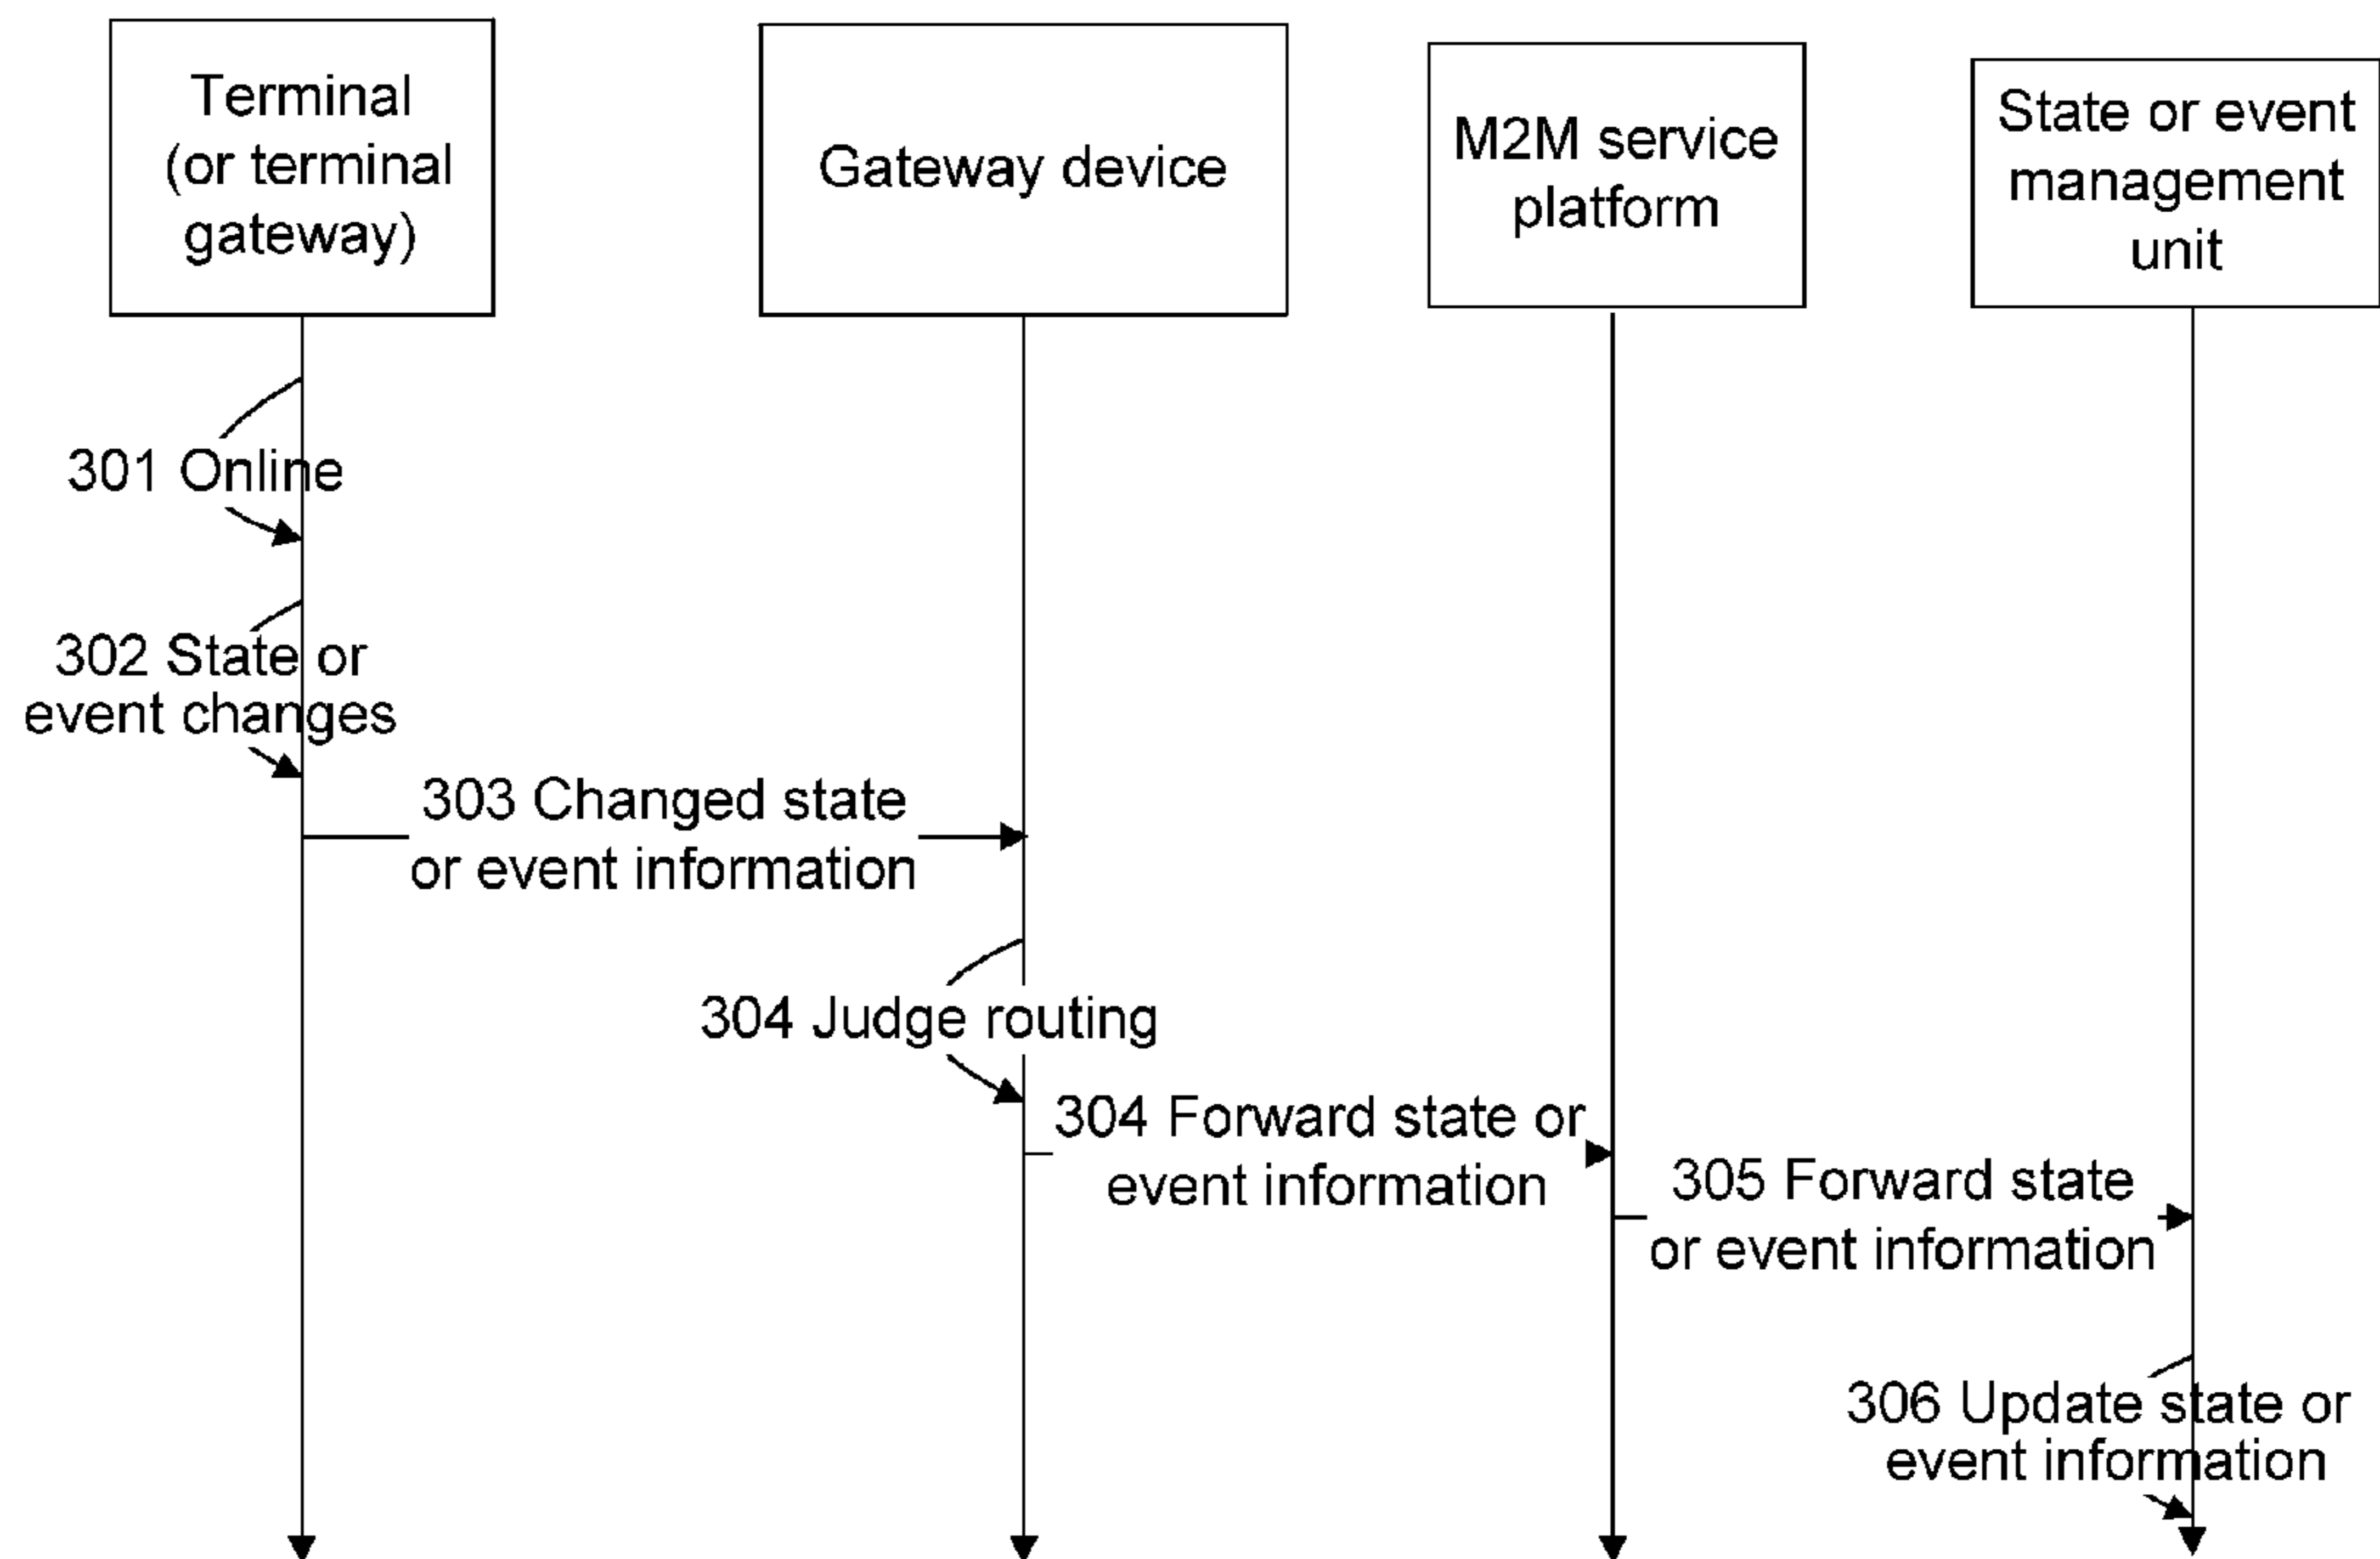 Terminal
(or terminal
gateway)
Gateway device
M2M service
platform
State or event
management
unit
301 Online
302 State or
event changes
303 Changed state
or event information
304 Judge routing
304 Forward state or
event information
305 Forward state
or event information
306 Update state or
event information